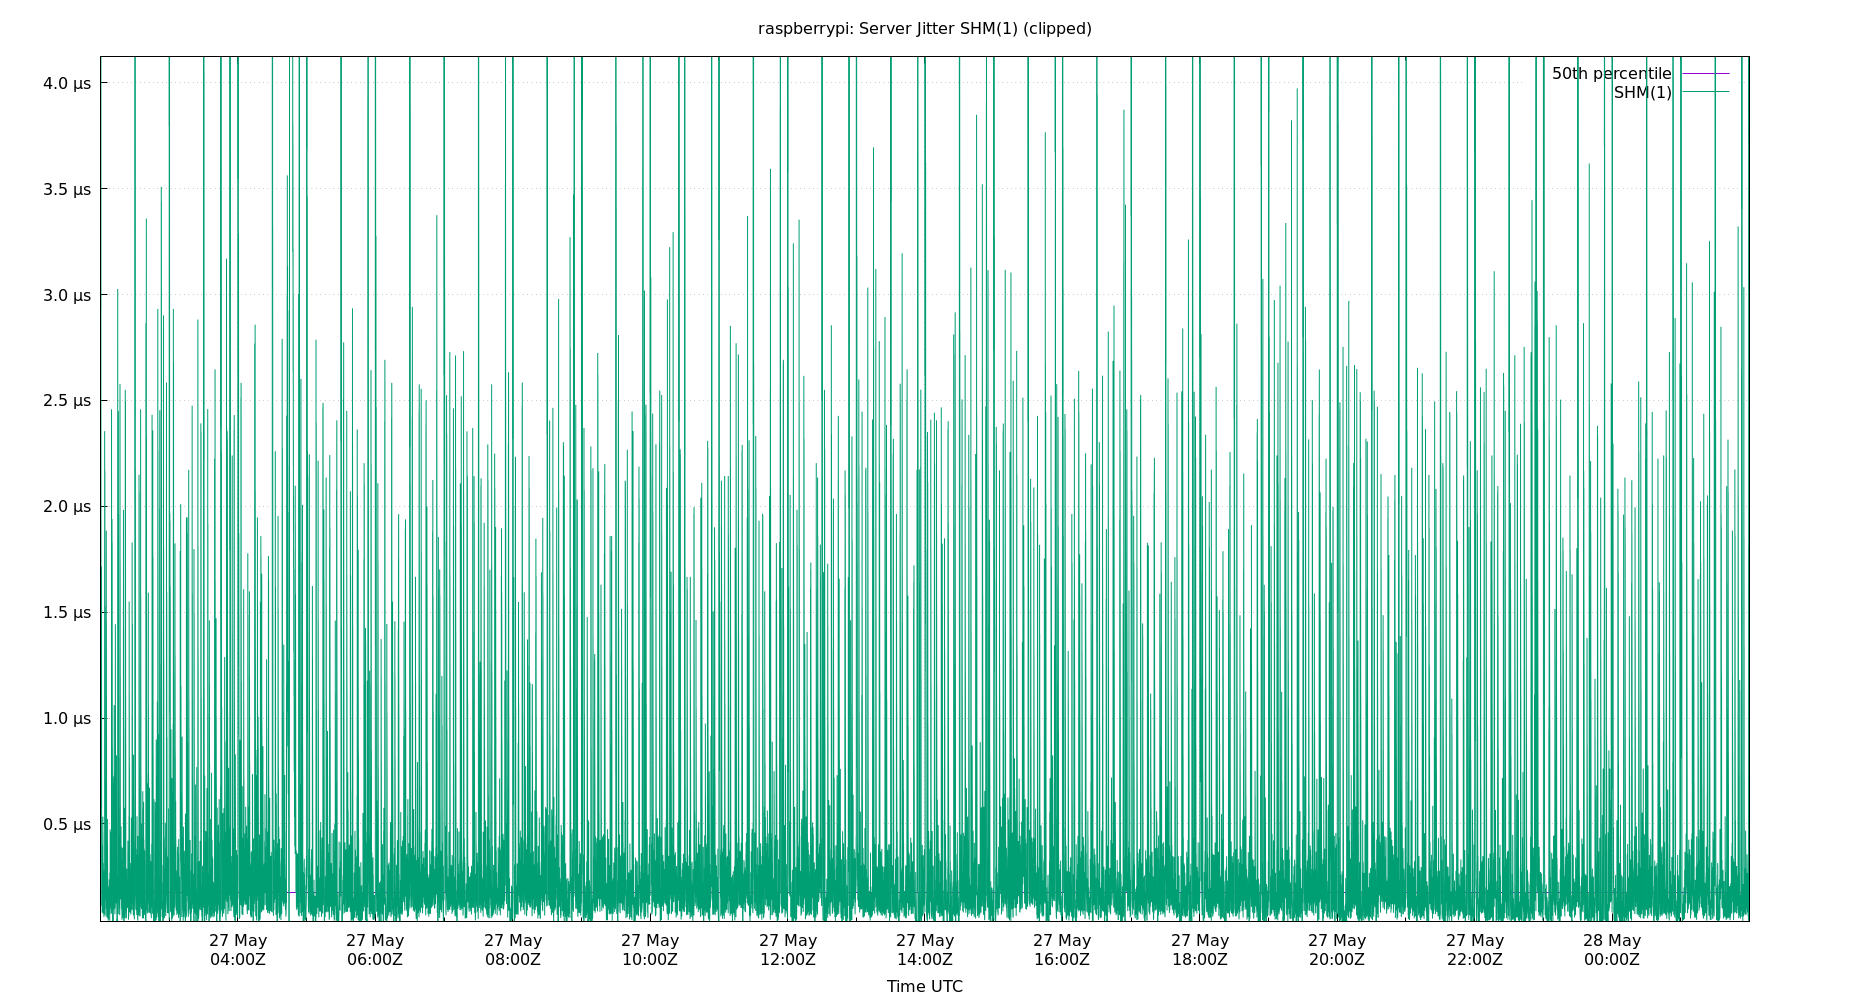 raspberrypi: Server Jitter SHM(1) (clipped)
50th percentile
SHM(1)
4.0 µs
3.5 µs
3.0 µs
2.5 µs
2.0 µs
1.5 µs
1.0 µs
0.5 µs
27 May 27 May 27 May 27 May 27 May 27 May 27 May 27 May 27 May 27 May 28 May
04:00Z 06:00Z 08:00Z 10:00Z 12:00Z 14:00Z 16:00Z 18:00Z 20:00Z 22:00Z 00:00Z
Time UTC